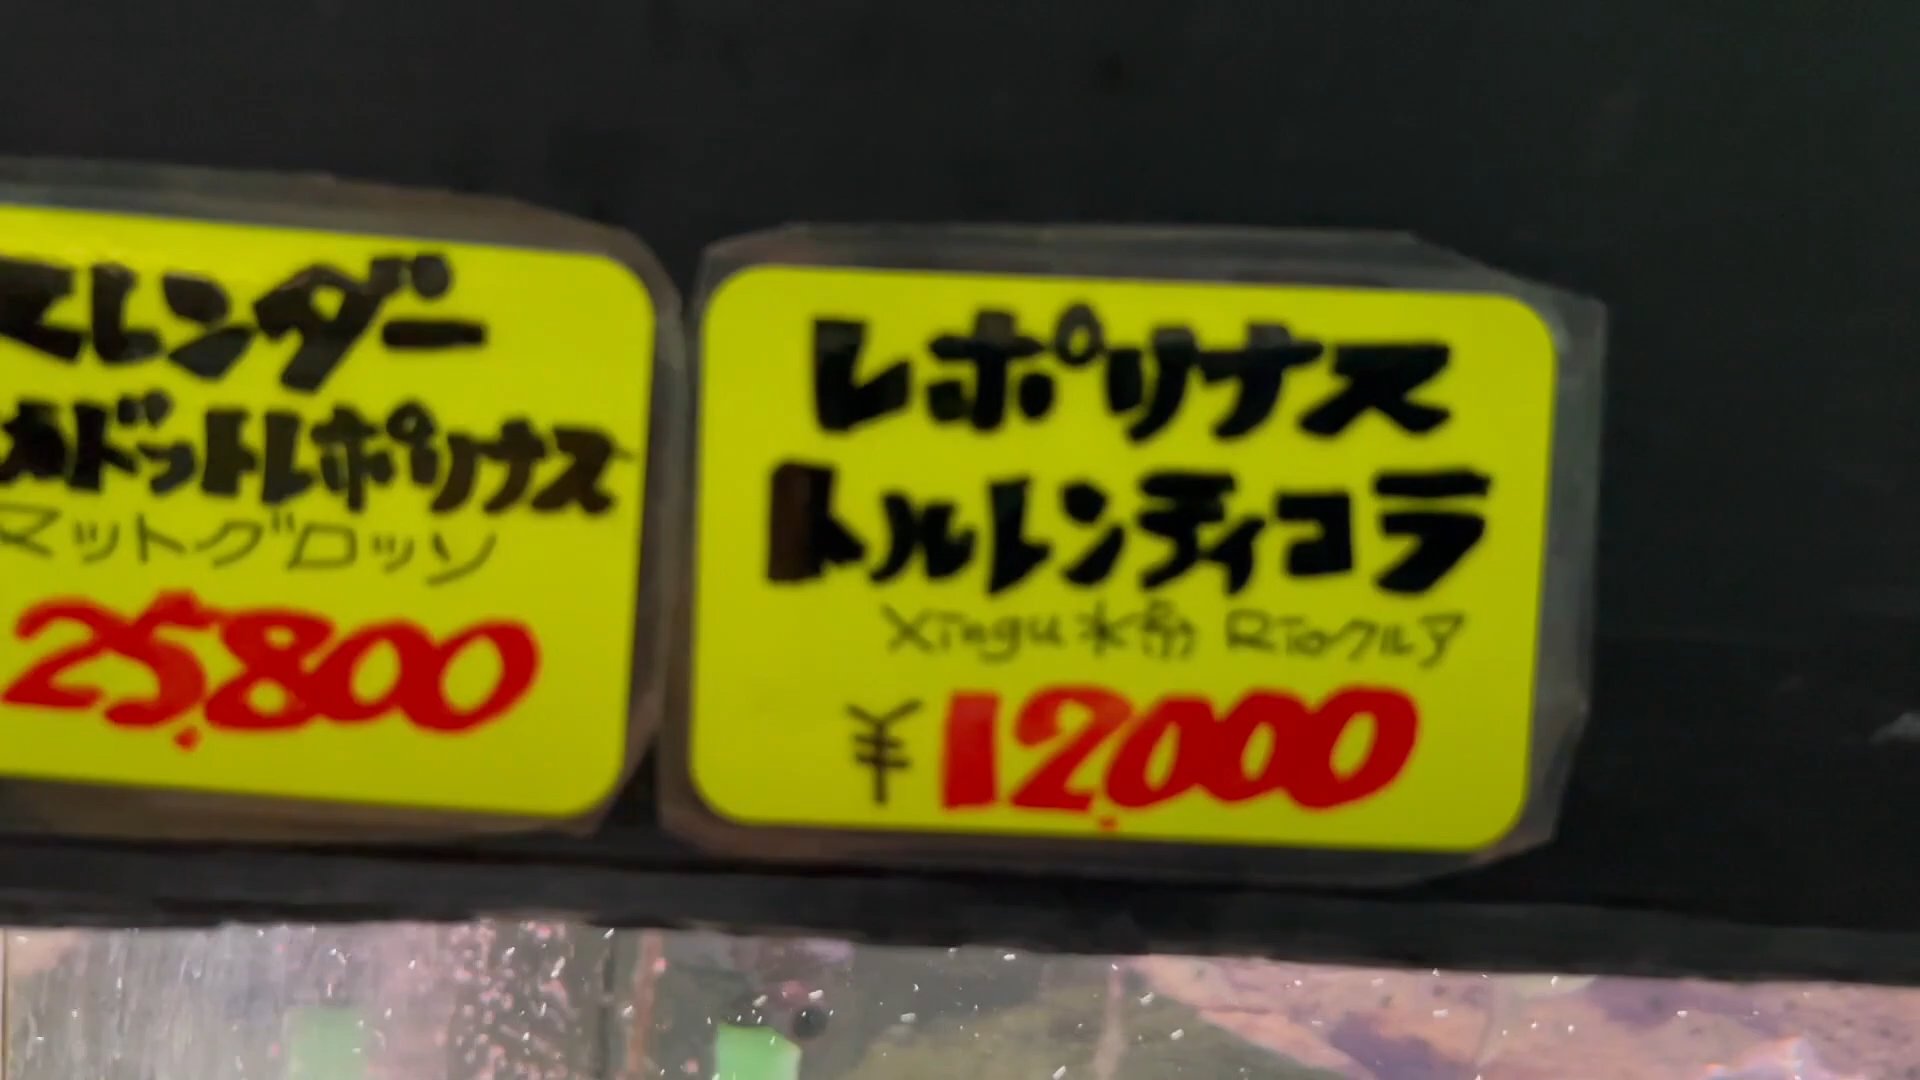 スレンダー
ドットレポリナス
マットグロッソ
25,800
レポリナス
トルレンティコラ
Xingu水系 Rioクルア
¥12,000